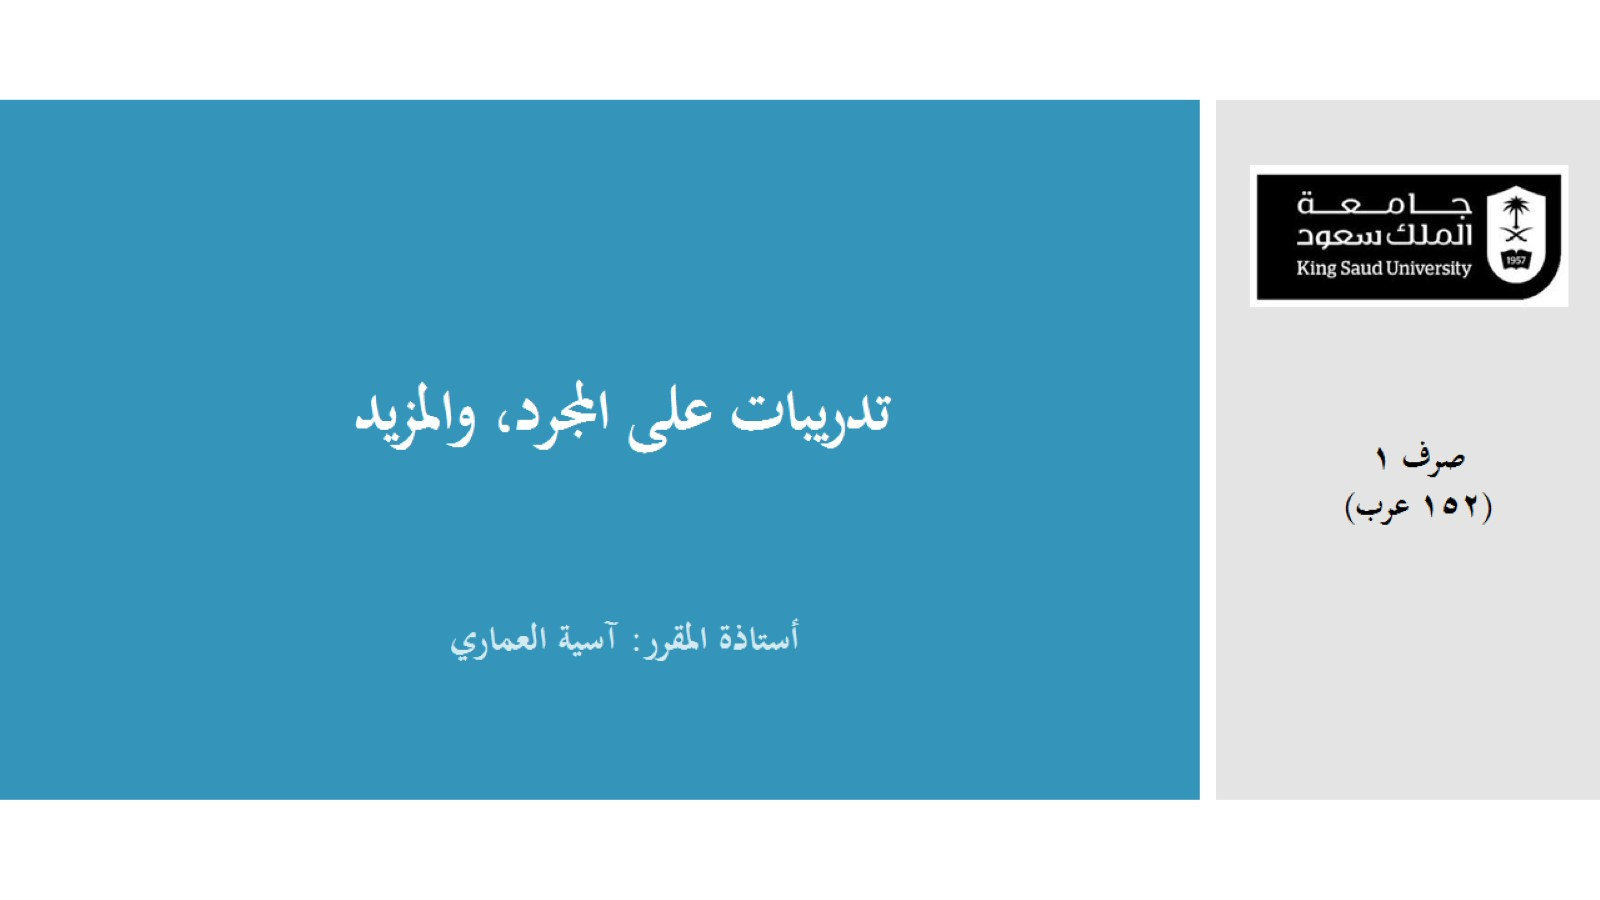 تدريبات على المجرد، والمزيد
أستاذة المقرر: آسية العماري
جامعة
الملك سعود
King Saud University
1957
صرف ١
(١٥٢ عرب)